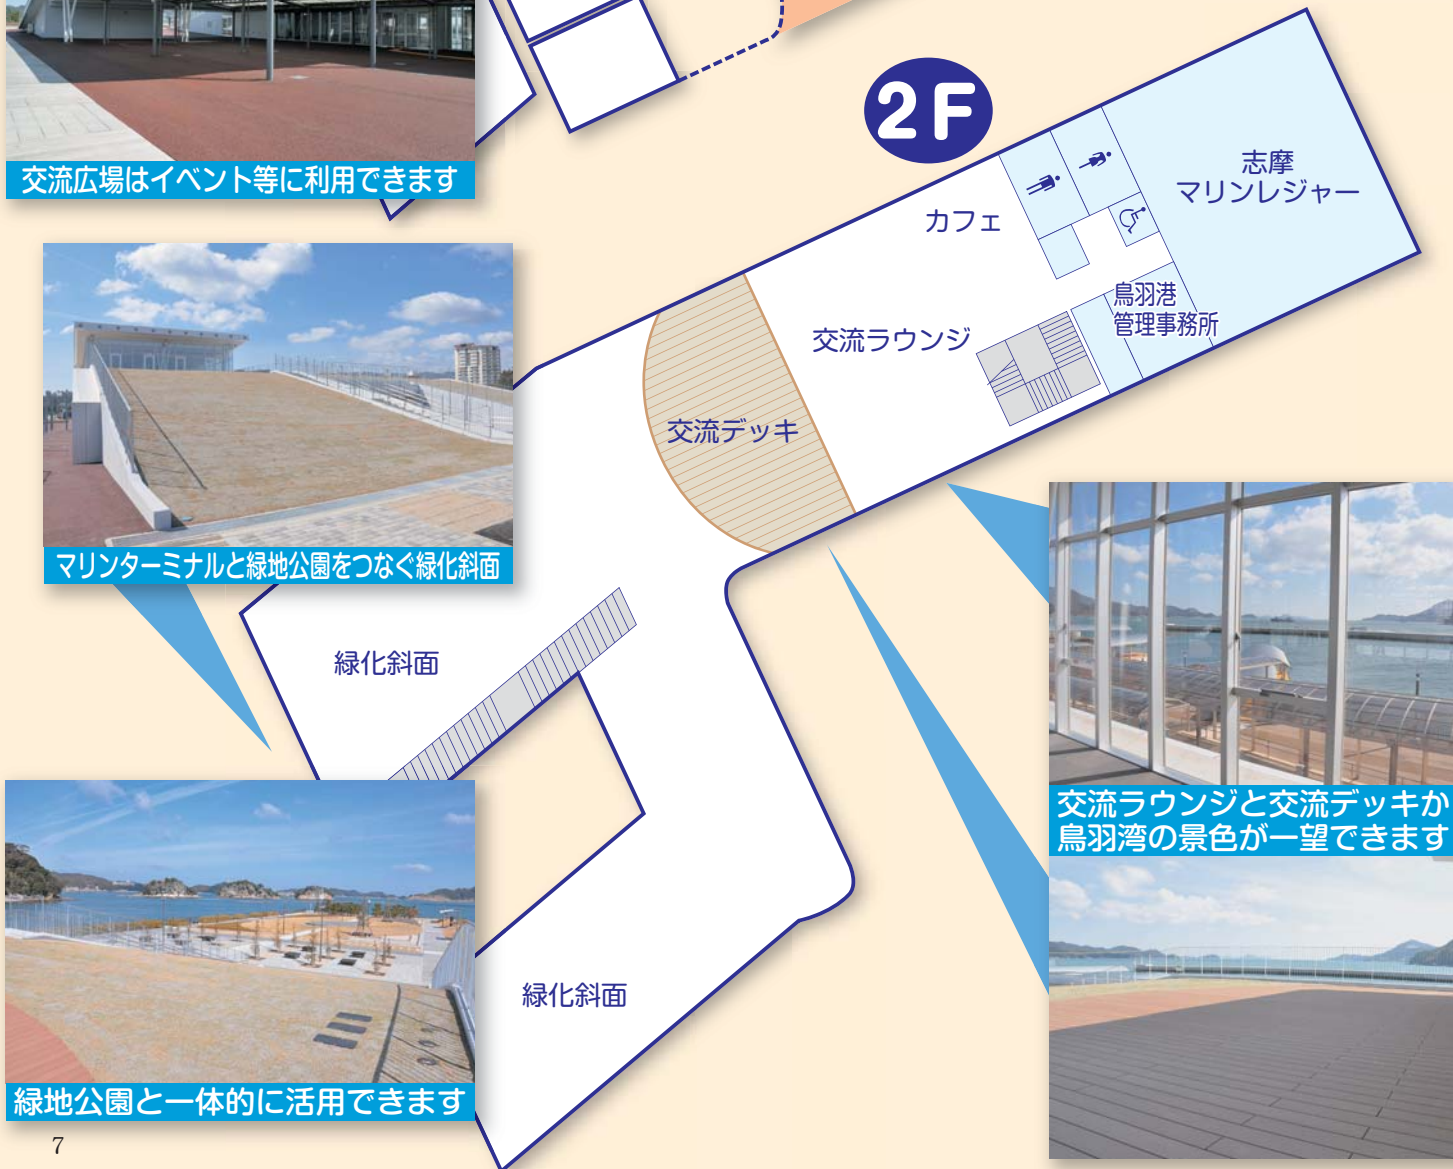 交流広場はイベント等に利用できます
2F
志摩
マリンレジャー
カフェ
鳥羽港
管理事務所
交流ラウンジ
交流デッキ
マリンターミナルと緑地公園をつなぐ緑化斜面
緑化斜面
交流ラウンジと交流デッキか
鳥羽湾の景色が一望できます
緑化斜面
緑地公園と一体的に活用できます
7